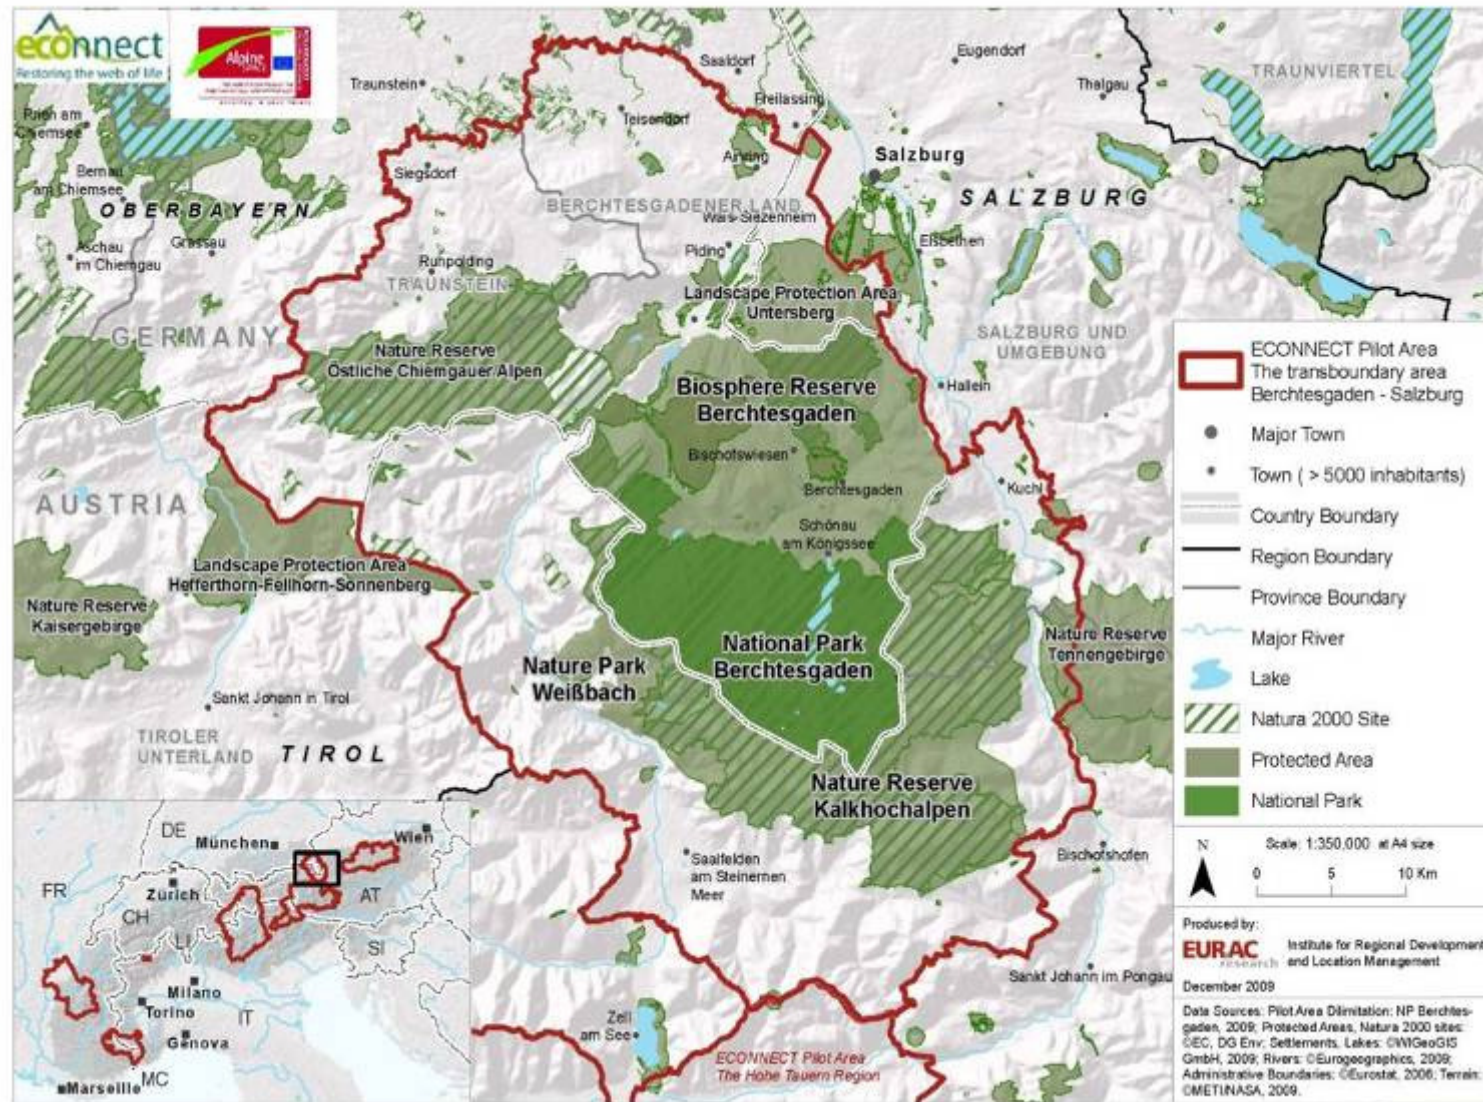 econnect
Restoring the web of life
Alpine
Traunstein
Saaldorf
Eugendorf
TRAUNVIERTEL
Thalgau
Prien am
Chiemsee
Freilassing
Teisendorf
Bernau
am Chiemsee
Siegsdorf
Ainring
Salzburg
OBERBAYERN
BERCHTESGADENER LAND
SALZBURG
Wals-Siezenheim
Aschau
im Chiemgau
Grassau
Piding
Elsbethen
Ruhpolding
TRAUNSTEIN
Landscape Protection Area
Untersberg
GERMANY
SALZBURG UND
UMGEBUNG
Nature Reserve
Östliche Chiemgauer Alpen
Biosphere Reserve
Berchtesgaden
Hallein
Bischofswiesen
Berchtesgaden
Kuchl
AUSTRIA
Schönau
am Königssee
Landscape Protection Area
Hefferthorn-Fellhorn-Sonnenberg
Nature Reserve
Kaisergebirge
National Park
Berchtesgaden
Nature Reserve
Tennengebirge
Nature Park
Weißbach
Sankt Johann in Tirol
TIROLER
UNTERLAND
TIROL
Nature Reserve
Kalkhochalpen
Saalfelden
am Steinernen
Meer
Bischofshofen
Sankt Johann im Pongau
Zell
am See
ECONNECT Pilot Area
The Hohe Tauern Region
DE
München
Wien
FR
Zürich
AT
CH
LI
SI
Milano
Torino
IT
Genova
MC
Marseille
ECONNECT Pilot Area
The transboundary area
Berchtesgaden - Salzburg
Major Town
Town ( > 5000 inhabitants)
Country Boundary
Region Boundary
Province Boundary
Major River
Lake
Natura 2000 Site
Protected Area
National Park
N
Scale: 1:350,000 at A4 size
0 5 10 Km
Produced by:
EURAC research
Institute for Regional Development
and Location Management
December 2009
Data Sources: Pilot Area Dilimitation: NP Berchtes-
gaden, 2009; Protected Areas, Natura 2000 sites:
©EC, DG Env; Settlements, Lakes: ©WIGeoGIS
GmbH, 2009; Rivers: ©Eurogeographics, 2009;
Administrative Boundaries: ©Eurostat, 2006; Terrain:
©METI/NASA, 2009.